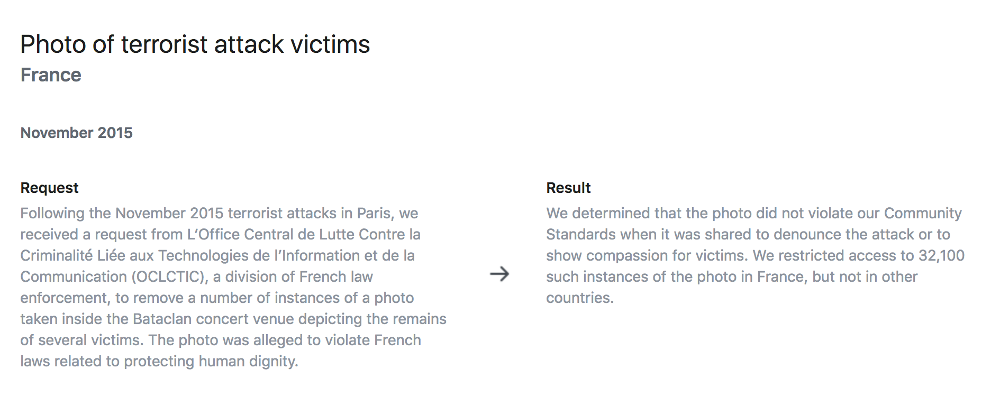 Photo of terrorist attack victims
France
November 2015
Request
Following the November 2015 terrorist attacks in Paris, we
received a request from L’Office Central de Lutte Contre la
Criminalité Liée aux Technologies de l’Information et de la
Communication (OCLCTIC), a division of French law
enforcement, to remove a number of instances of a photo
taken inside the Bataclan concert venue depicting the remains
of several victims. The photo was alleged to violate French
laws related to protecting human dignity.
→
Result
We determined that the photo did not violate our Community
Standards when it was shared to denounce the attack or to
show compassion for victims. We restricted access to 32,100
such instances of the photo in France, but not in other
countries.